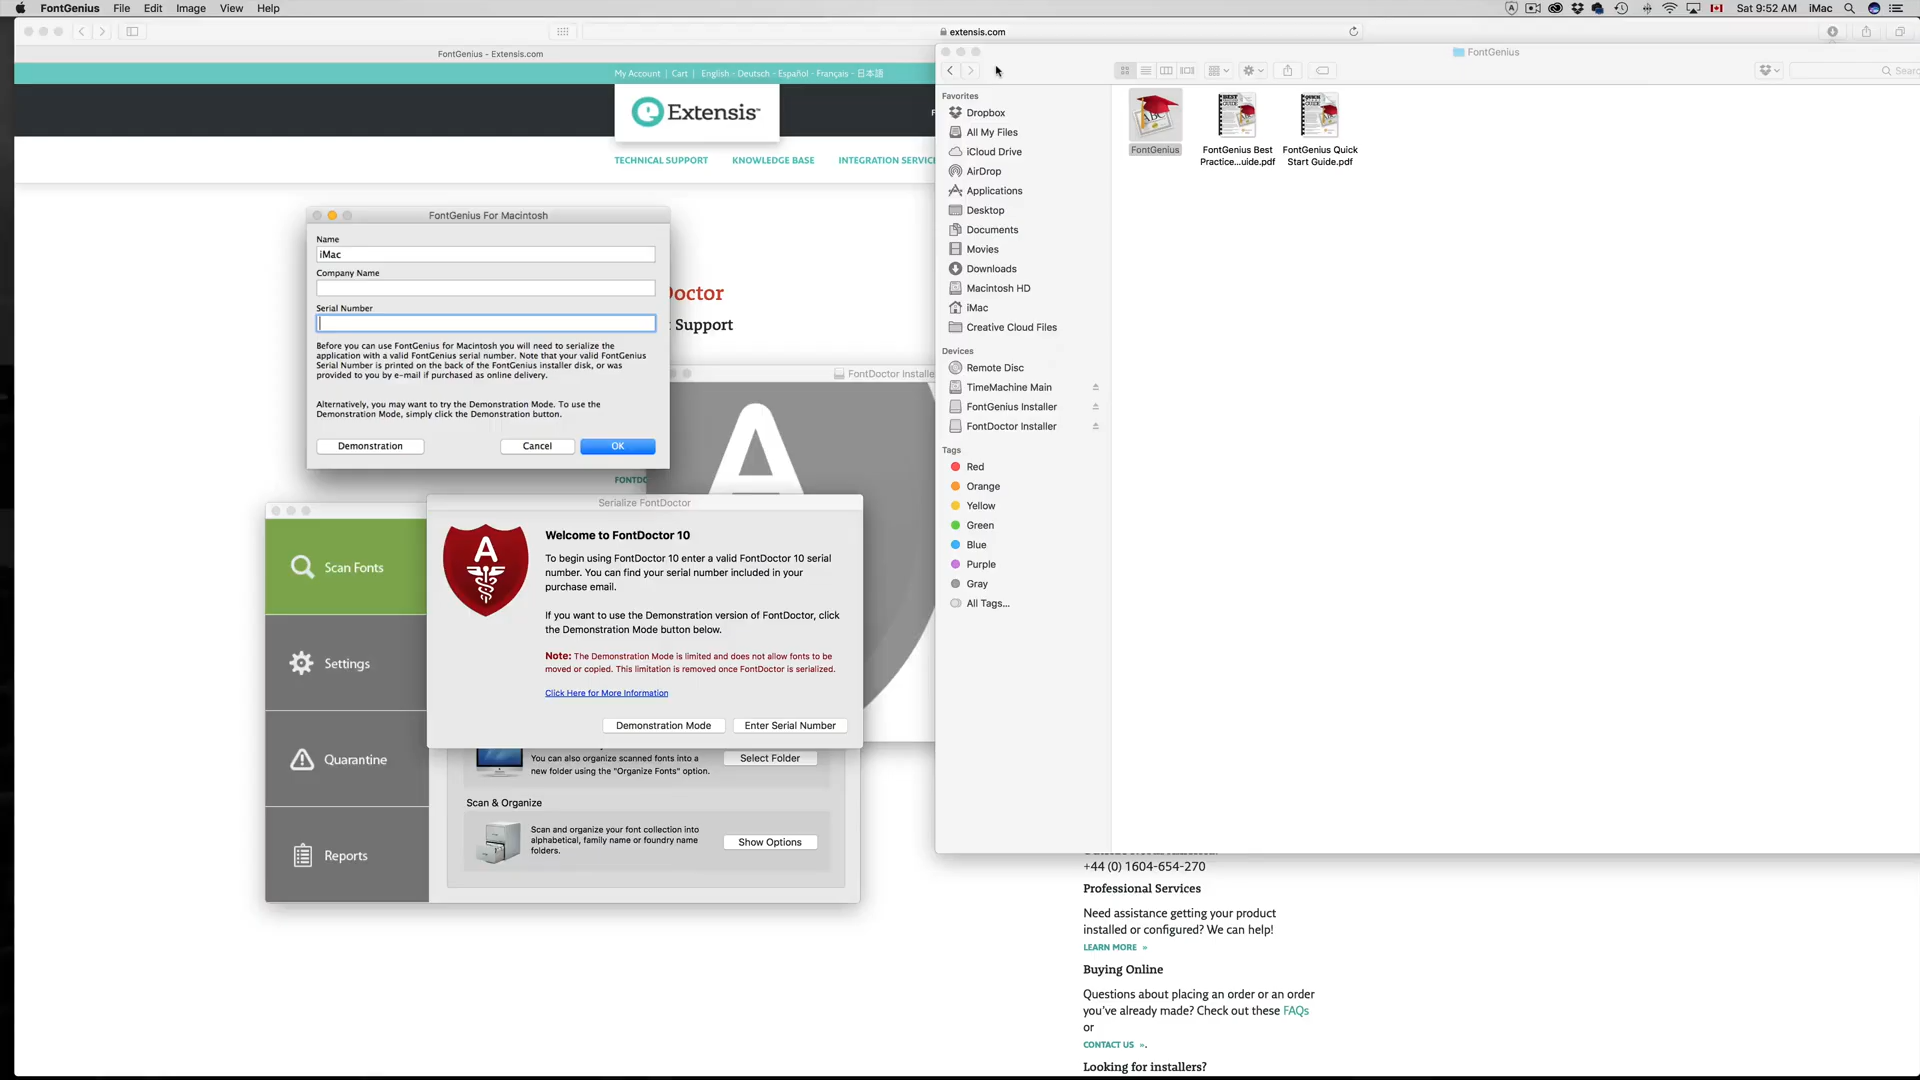 FontGenius File Edit Image View Help
Sat 9:52 AM iMac
extensis.com
FontGenius - Extensis.com
FontGenius
My Account | Cart | English - Deutsch - Español - Français - 日本語
Extensis™
TECHNICAL SUPPORT KNOWLEDGE BASE INTEGRATION SERVIC
Sear
Favorites
Dropbox
All My Files
iCloud Drive
AirDrop
Applications
Desktop
Documents
Movies
Downloads
Macintosh HD
iMac
Creative Cloud Files
Devices
Remote Disc
TimeMachine Main
FontGenius Installer
FontDoctor Installer
Tags
Red
Orange
Yellow
Green
Blue
Purple
Gray
All Tags...
FontGenius
FontGenius Best
Practice...uide.pdf
FontGenius Quick
Start Guide.pdf
FontGenius For Macintosh
Name
iMac
Company Name
Serial Number
Before you can use FontGenius for Macintosh you will need to serialize the
application with a valid FontGenius serial number. Note that your valid FontGenius
Serial Number is printed on the back of the FontGenius installer disk, or was
provided to you by e-mail if purchased as online delivery.
Alternatively, you may want to try the Demonstration Mode. To use the
Demonstration Mode, simply click the Demonstration button.
Demonstration Cancel OK
Doctor
Support
FontDoctor Installe
A
FONTDO
Serialize FontDoctor
A
Welcome to FontDoctor 10
To begin using FontDoctor 10 enter a valid FontDoctor 10 serial
number. You can find your serial number included in your
purchase email.
If you want to use the Demonstration version of FontDoctor, click
the Demonstration Mode button below.
Note: The Demonstration Mode is limited and does not allow fonts to be
moved or copied. This limitation is removed once FontDoctor is serialized.
Click Here for More Information
Demonstration Mode Enter Serial Number
Scan Fonts
Settings
Quarantine
Reports
You can also organize scanned fonts into a
new folder using the "Organize Fonts" option.
Select Folder
Scan & Organize
Scan and organize your font collection into
alphabetical, family name or foundry name
folders.
Show Options
+44 (0) 1604-654-270
Professional Services
Need assistance getting your product
installed or configured? We can help!
LEARN MORE »
Buying Online
Questions about placing an order or an order
you've already made? Check out these FAQs
or
CONTACT US ».
Looking for installers?